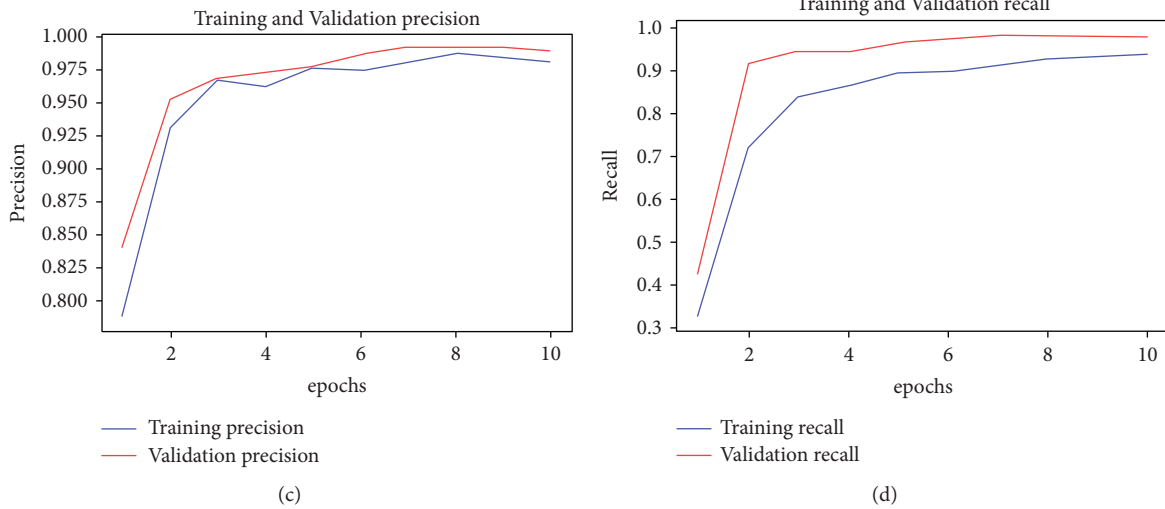 Training and Validation precision
1.000
0.975
0.950
0.925
0.900
0.875
0.850
0.825
0.800
Precision
2 4 6 8 10
epochs
Training precision
Validation precision
(c)
Training and Validation recall
1.0
0.9
0.8
0.7
0.6
0.5
0.4
0.3
Recall
2 4 6 8 10
epochs
Training recall
Validation recall
(d)